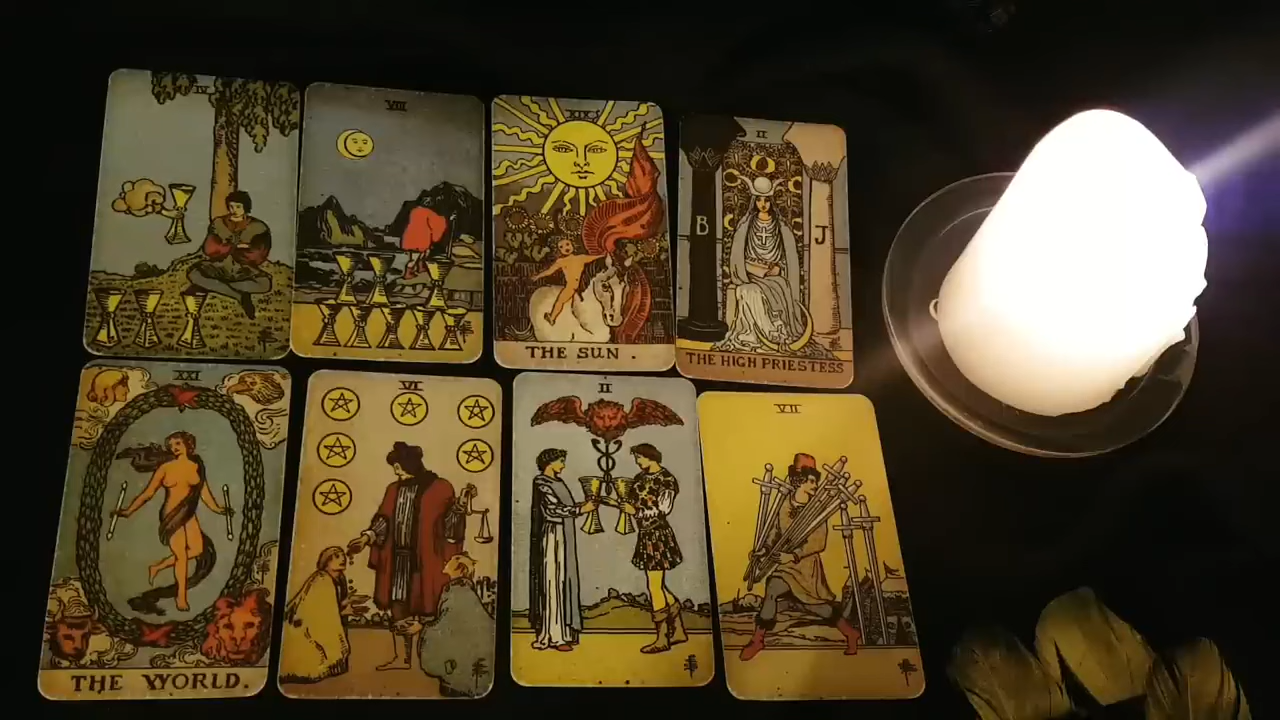 IV
VIII
XIX
II
B
J
THE SUN .
THE HIGH PRIESTESS
XXI
VI
II
VII
THE WORLD.